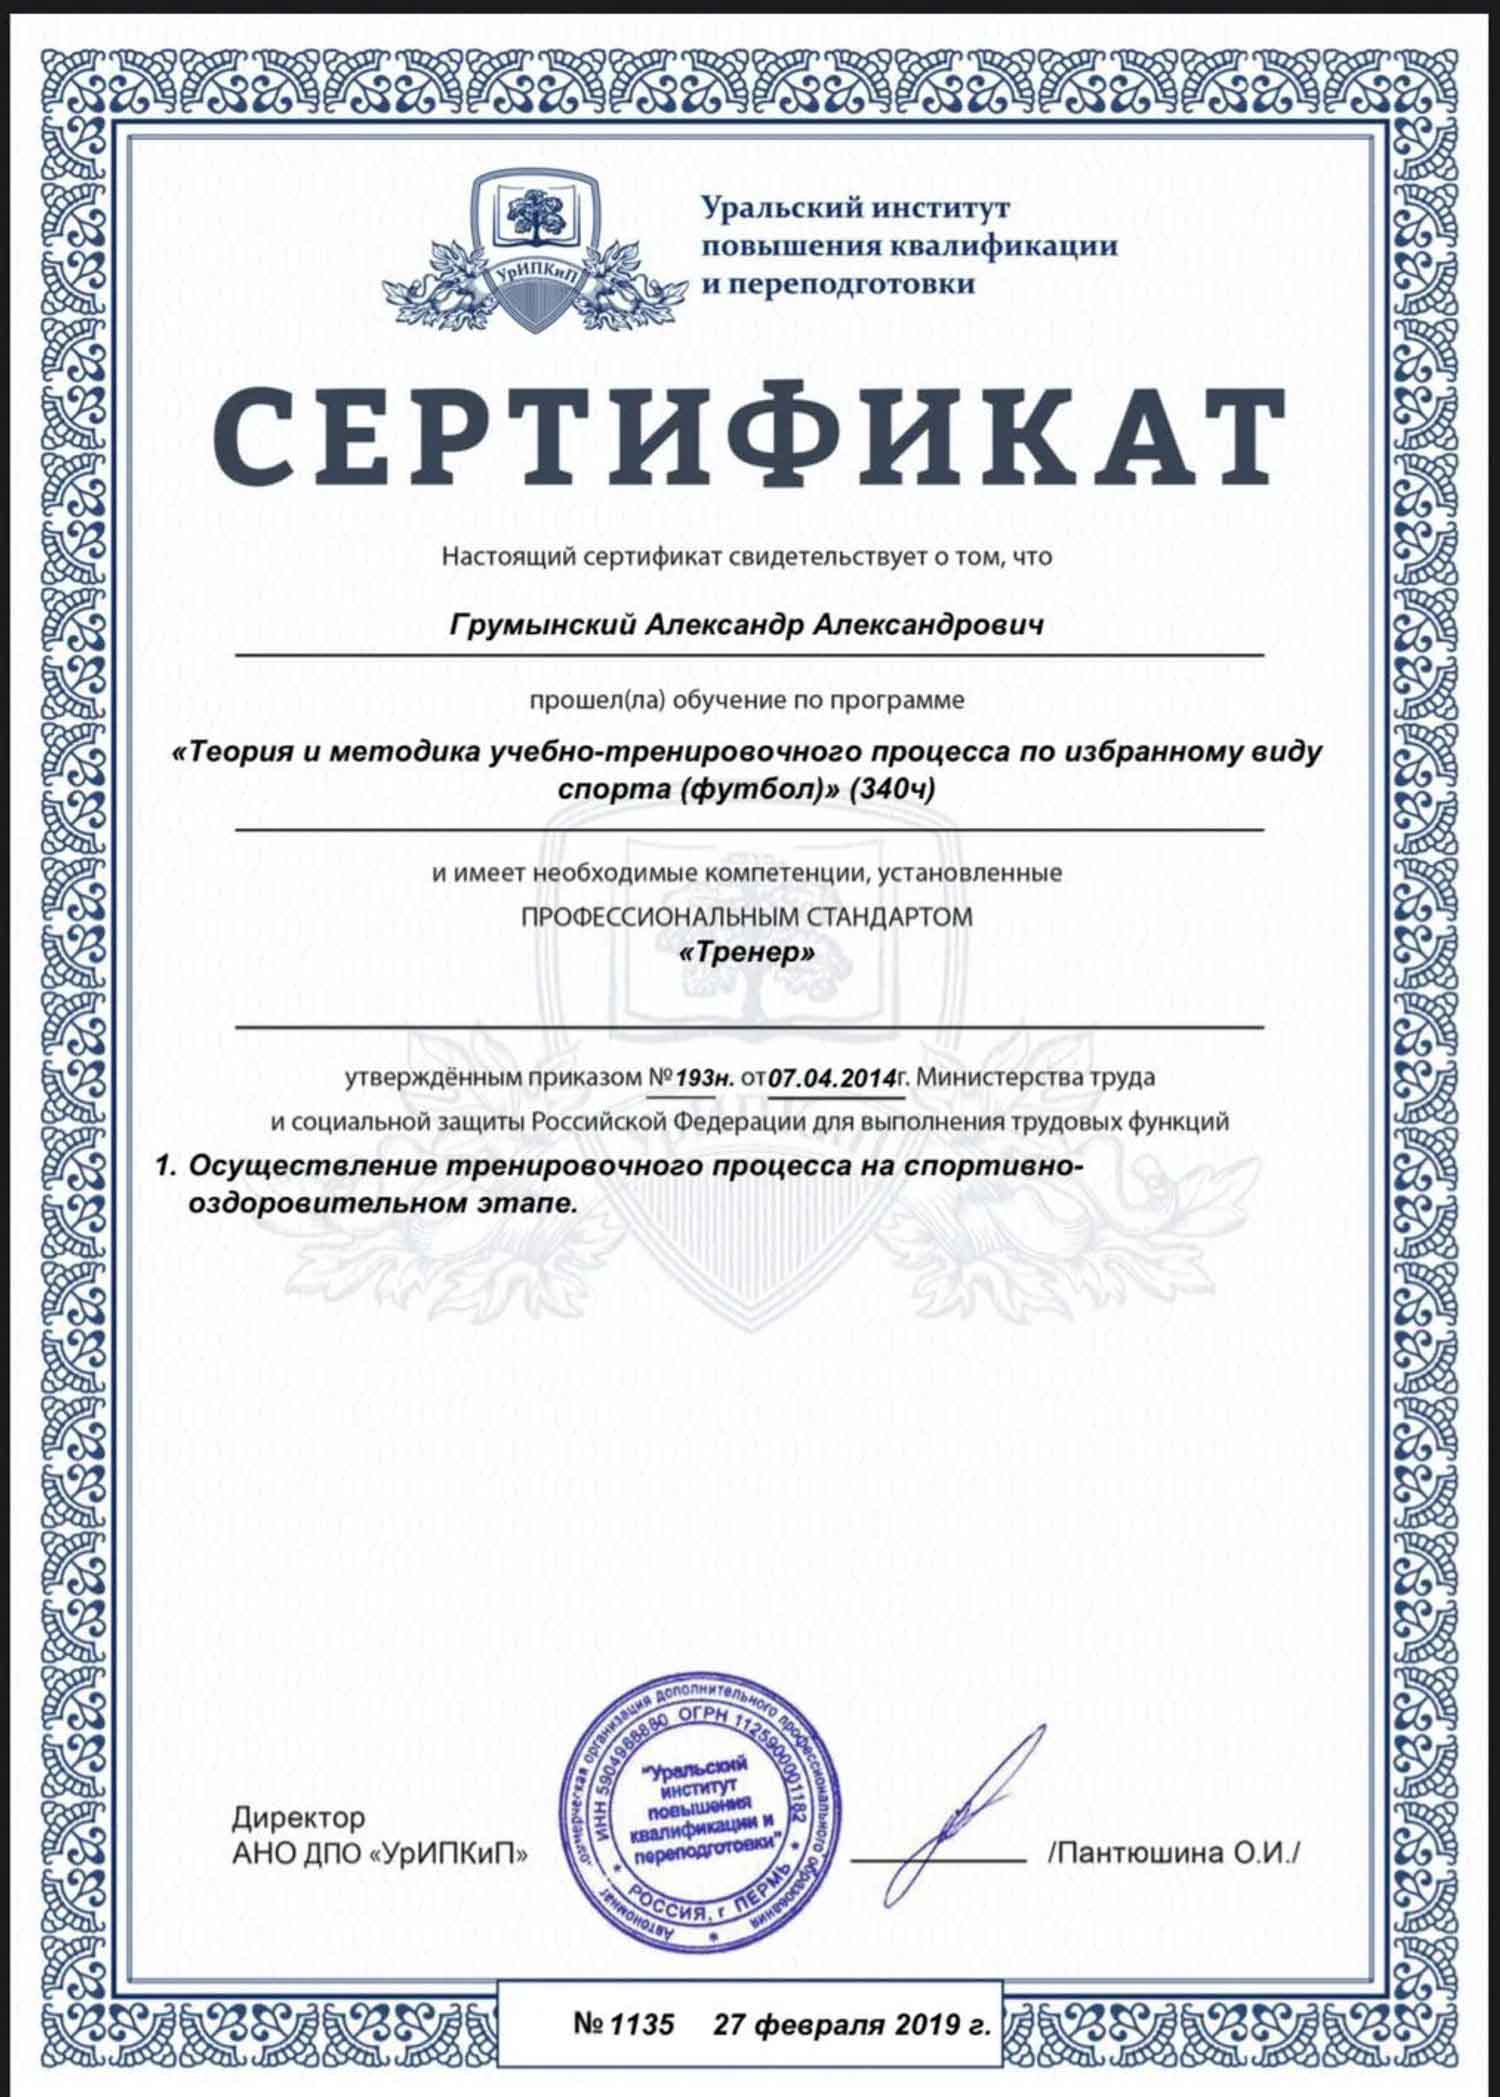 Уральский институт
повышения квалификации
и переподготовки
УрИПКиП
СЕРТИФИКАТ
Настоящий сертификат свидетельствует о том, что
Грумынский Александр Александрович
прошел(ла) обучение по программе
«Теория и методика учебно-тренировочного процесса по избранному виду
спорта (футбол)» (340ч)
и имеет необходимые компетенции, установленные
ПРОФЕССИОНАЛЬНЫМ СТАНДАРТОМ
«Тренер»
утверждённым приказом №193н. от07.04.2014г. Министерства труда
и социальной защиты Российской Федерации для выполнения трудовых функций
1. Осуществление тренировочного процесса на спортивно-
оздоровительном этапе.
Директор
АНО ДПО «УрИПКиП»
организация дополнительного профессионального образования
ИНН 5904988880 ОГРН 1125900001182
"Уральский
институт
повышения
квалификации и
переподготовки"
* РОССИЯ, г ПЕРМЬ *
/Пантюшина О.И./
№1135 27 февраля 2019 г.